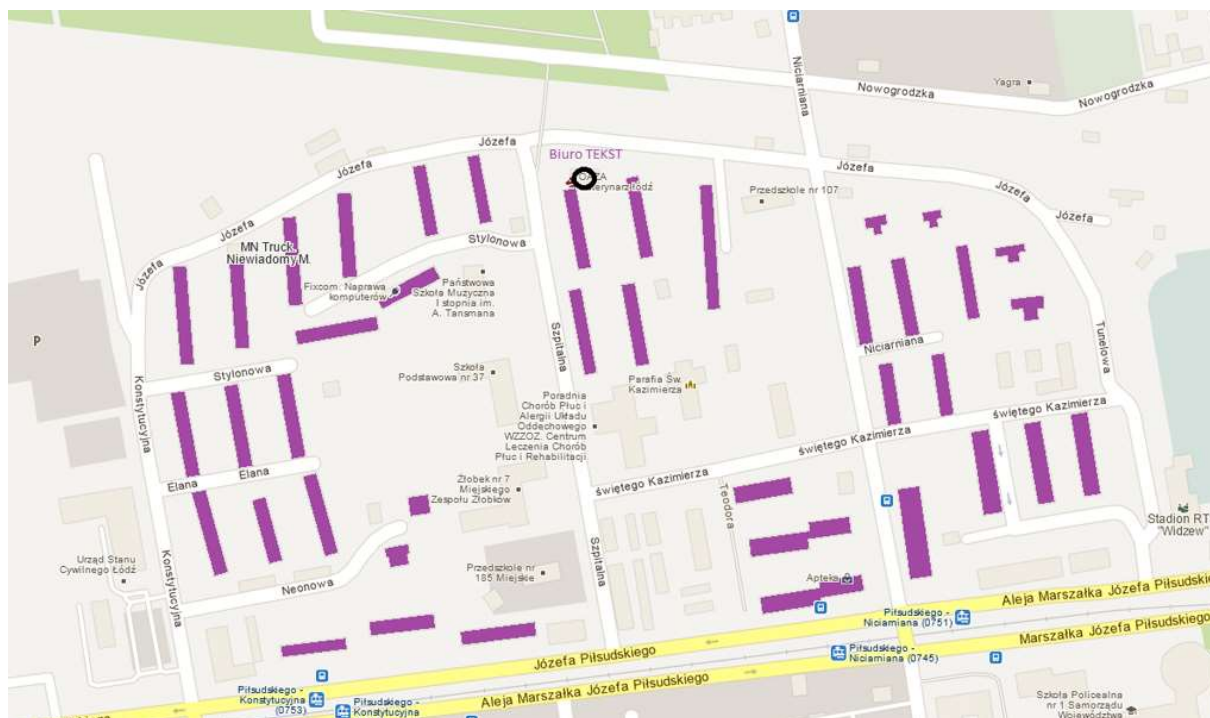 Niciarniana
Yagra
Nowogrodzka
Nowogrodzka
Józefa
Biuro TEKST
Józefa
Józefa
Józefa
Przedszkole nr 107
Józefa
Józefa
Stylonowa
MN Truck.
Niewiadomy M.
Fixcom. Naprawa
komputerów
Państwowa
Szkoła Muzyczna
I stopnia im.
A. Tansmana
P
Szpitalna
Niciarniana
Tunelowa
Konstytucyjna
Stylonowa
Szkoła
Podstawowa nr 37
Parafia Św.
Kazimierza
Poradnia
Chorób Płuc i
Alergii Układu
Oddechowego
WZZOZ. Centrum
Leczenia Chorób
Płuc i Rehabilitacji
świętego Kazimierza
świętego Kazimierza
świętego Kazimierza
Elana
Elana
Żłobek nr 7
Miejskiego
Zespołu Żłobków
Teodora
Stadion RT
"Widzew"
Urząd Stanu
Cywilnego Łódź
Konstytucyjna
Neonowa
Przedszkole nr
185 Miejskie
Szpitalna
Apteka
Aleja Marszałka Józefa Piłsudskiego
Piłsudskiego -
Niciarniana (0751)
Marszałka Józefa Piłsudskiego
Józefa Piłsudskiego
Piłsudskiego -
Niciarniana (0745)
Piłsudskiego -
Konstytucyjna
(0753)
Piłsudskiego -
Konstytucyjna
Aleja Marszałka Józefa Piłsudskiego
Szkoła Policealna
nr 1 Samorządu
Województwa